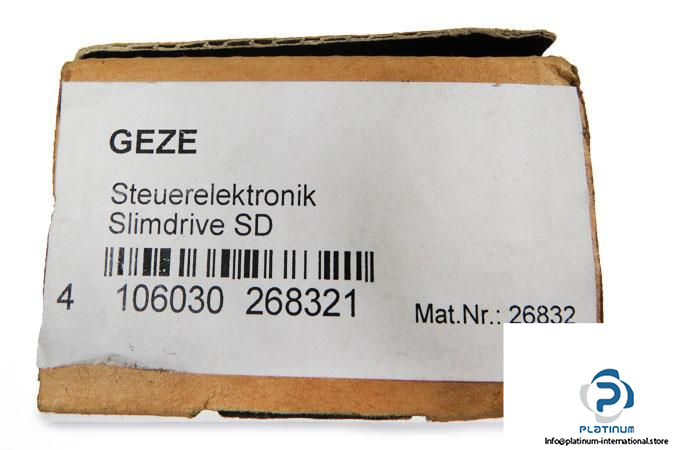 GEZE
Steuerelektronik
Slimdrive SD
4 106030 268321
Mat.Nr.: 26832
PLATINUM
Info@platinum-international.store